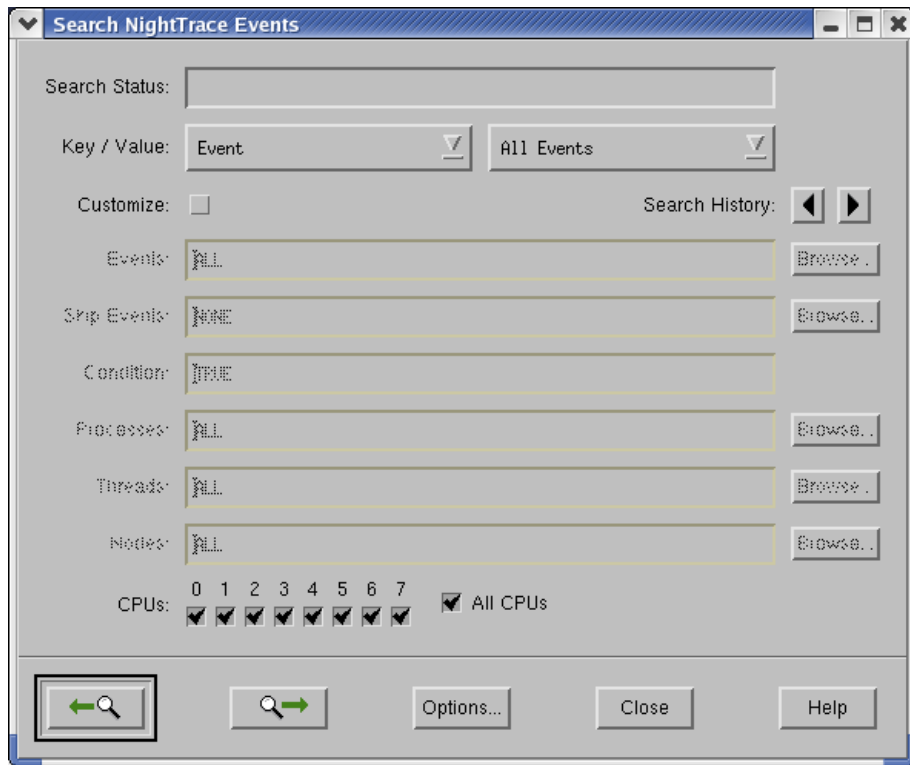 Search NightTrace Events
Search Status:
Key / Value: Event All Events
Customize: Search History:
Events: ALL Browse..
Skip Events: NONE Browse..
Condition: TRUE
Processes: ALL Browse..
Threads: ALL Browse..
Nodes: ALL Browse..
0 1 2 3 4 5 6 7
CPUs: All CPUs
Options... Close Help